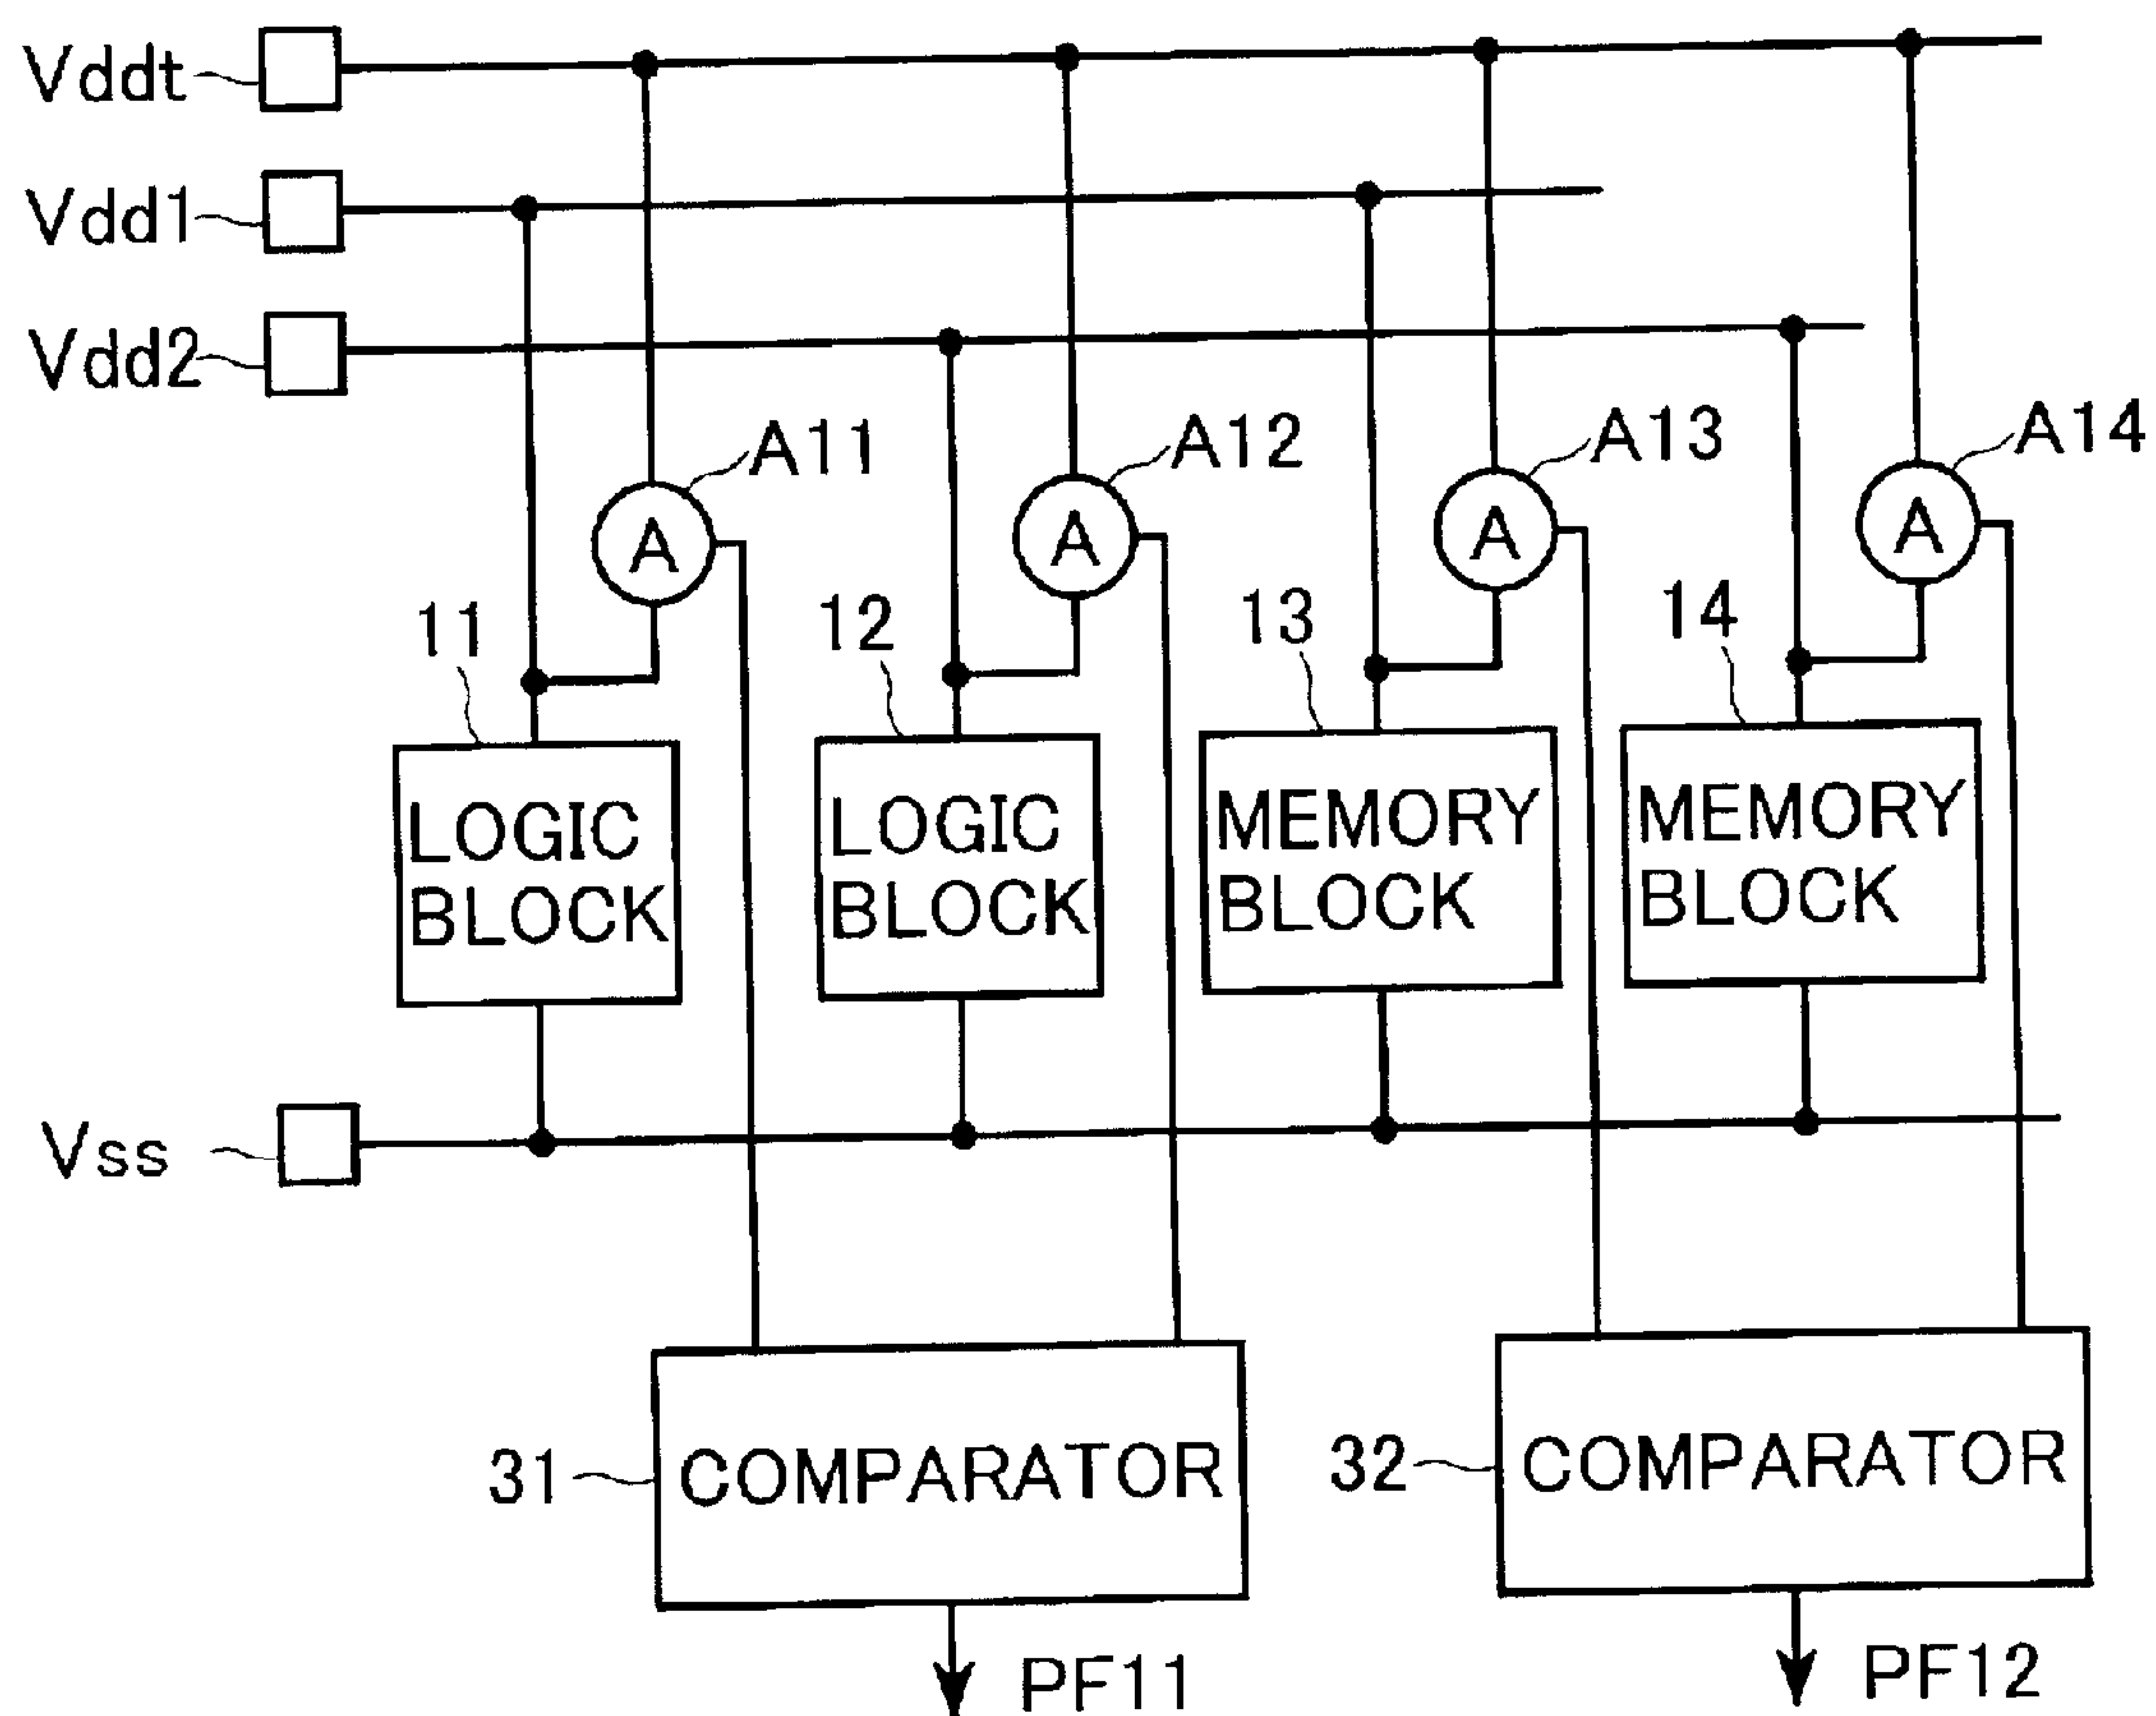 Vddt
Vdd1
Vdd2
A11
A12
A13
A14
A
A
A
A
11
12
13
14
LOGIC
BLOCK
LOGIC
BLOCK
MEMORY
BLOCK
MEMORY
BLOCK
Vss
31
COMPARATOR
32
COMPARATOR
PF11
PF12